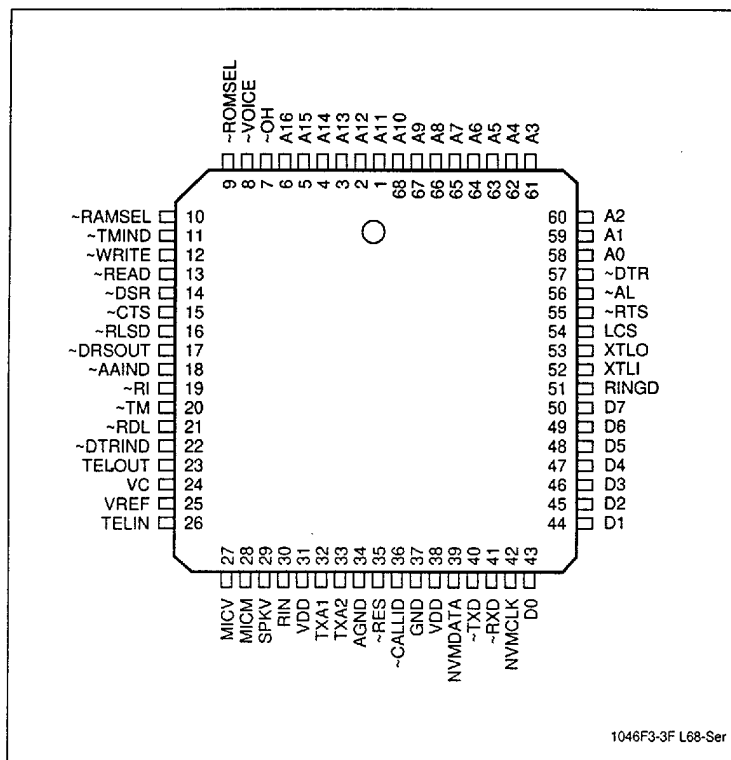 ~ROMSEL ~VOICE ~OH A16 A15 A14 A13 A12 A11 A10 A9 A8 A7 A6 A5 A4 A3
9 8 7 6 5 4 3 2 1 68 67 66 65 64 63 62 61
~RAMSEL 10 60 A2
~TMIND 11 59 A1
~WRITE 12 58 A0
~READ 13 57 ~DTR
~DSR 14 56 ~AL
~CTS 15 55 ~RTS
~RLSD 16 54 LCS
~DRSOUT 17 53 XTLO
~AAIND 18 52 XTLI
~RI 19 51 RINGD
~TM 20 50 D7
~RDL 21 49 D6
~DTRIND 22 48 D5
TELOUT 23 47 D4
VC 24 46 D3
VREF 25 45 D2
TELIN 26 44 D1
27 28 29 30 31 32 33 34 35 36 37 38 39 40 41 42 43
MICV MICM SPKV RIN VDD TXA1 TXA2 AGND ~RES ~CALLID GND VDD NVMDATA ~TXD ~RXD NVMCLK D0
1046F3-3F L68-Ser